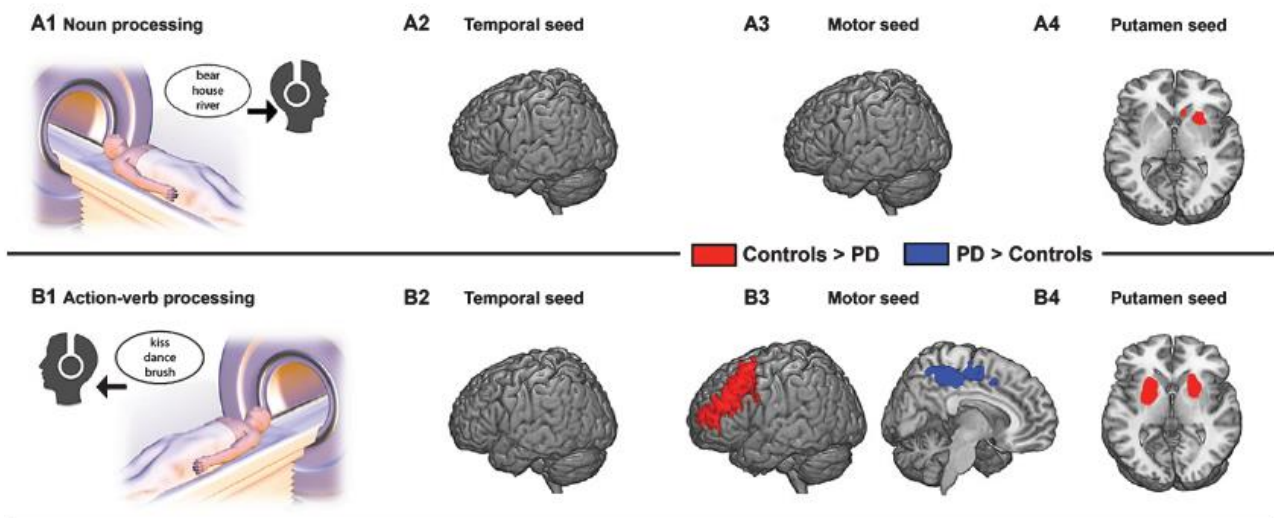 A1 Noun processing
A2 Temporal seed
A3 Motor seed
A4 Putamen seed
bear
house
river
Controls > PD
PD > Controls
B1 Action-verb processing
B2 Temporal seed
B3 Motor seed
B4 Putamen seed
kiss
dance
brush